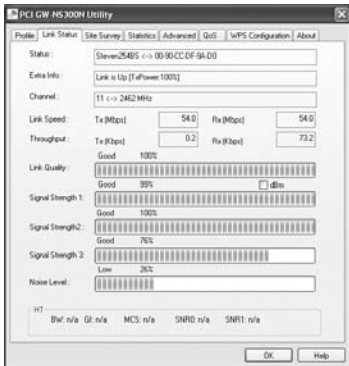 PCI GW-NS300N Utility
Profile Link Status Site Survey Statistics Advanced QoS WPS Configuration About
Status : Steven254BS <-> 00-90-CC-DF-9A-D0
Extra Info : Link is Up [TxPower:100%]
Channel : 11 <--> 2462 MHz
Link Speed : Tx (Mbps) 54.0 Rx (Mbps) 54.0
Throughput : Tx (Kbps) 0.2 Rx (Kbps) 73.2
Good 100%
Link Quality :
Good 99% dBm
Signal Strength 1:
Good 100%
Signal Strength2 :
Good 76%
Signal Strength 3:
Low 26%
Noise Level :
HT
BW: n/a GI: n/a MCS: n/a SNR0: n/a SNR1: n/a
OK Help